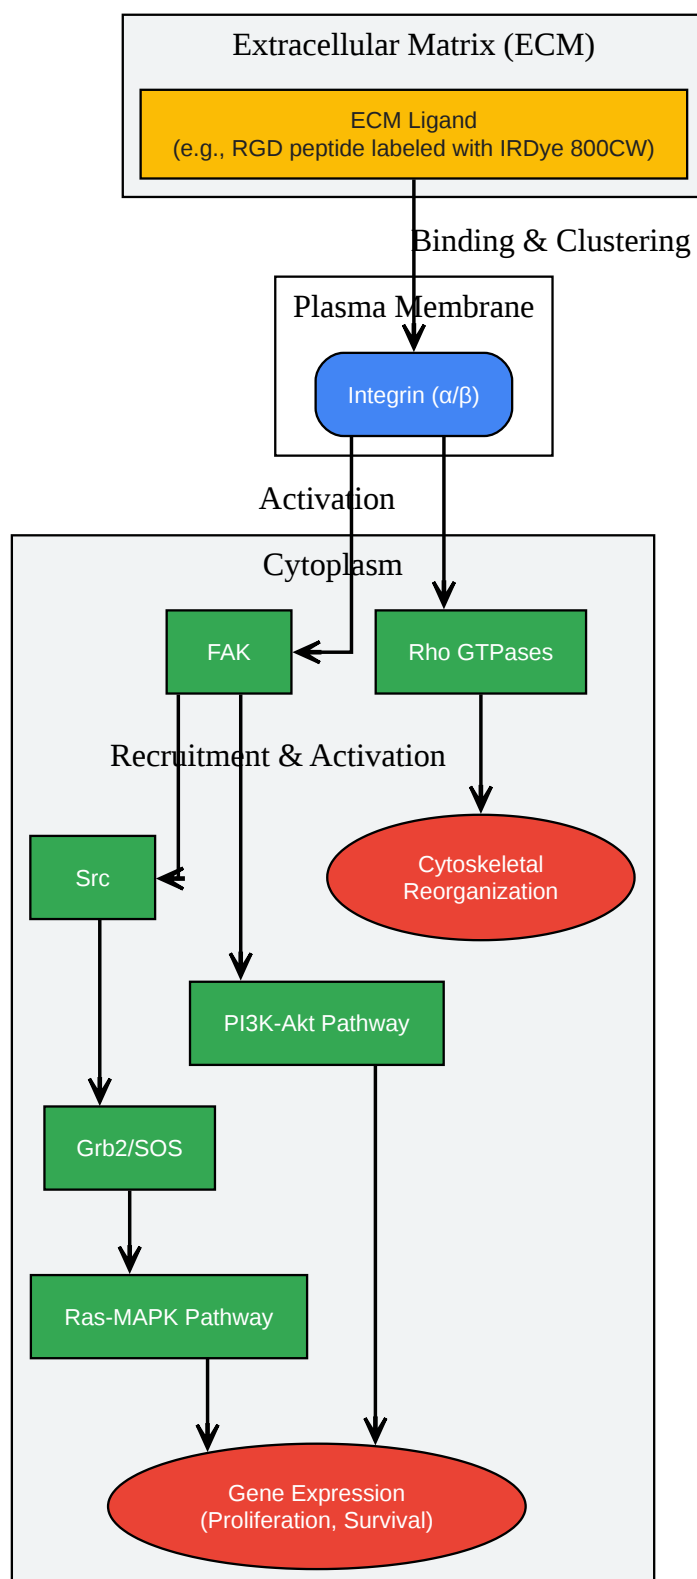 Extracellular Matrix (ECM)
ECM Ligand
(e.g., RGD peptide labeled with IRDye 800CW)
Binding & Clustering
Plasma Membrane
Integrin (α/β)
Activation
Cytoplasm
FAK
Rho GTPases
Recruitment & Activation
Src
Cytoskeletal
Reorganization
PI3K-Akt Pathway
Grb2/SOS
Ras-MAPK Pathway
Gene Expression
(Proliferation, Survival)